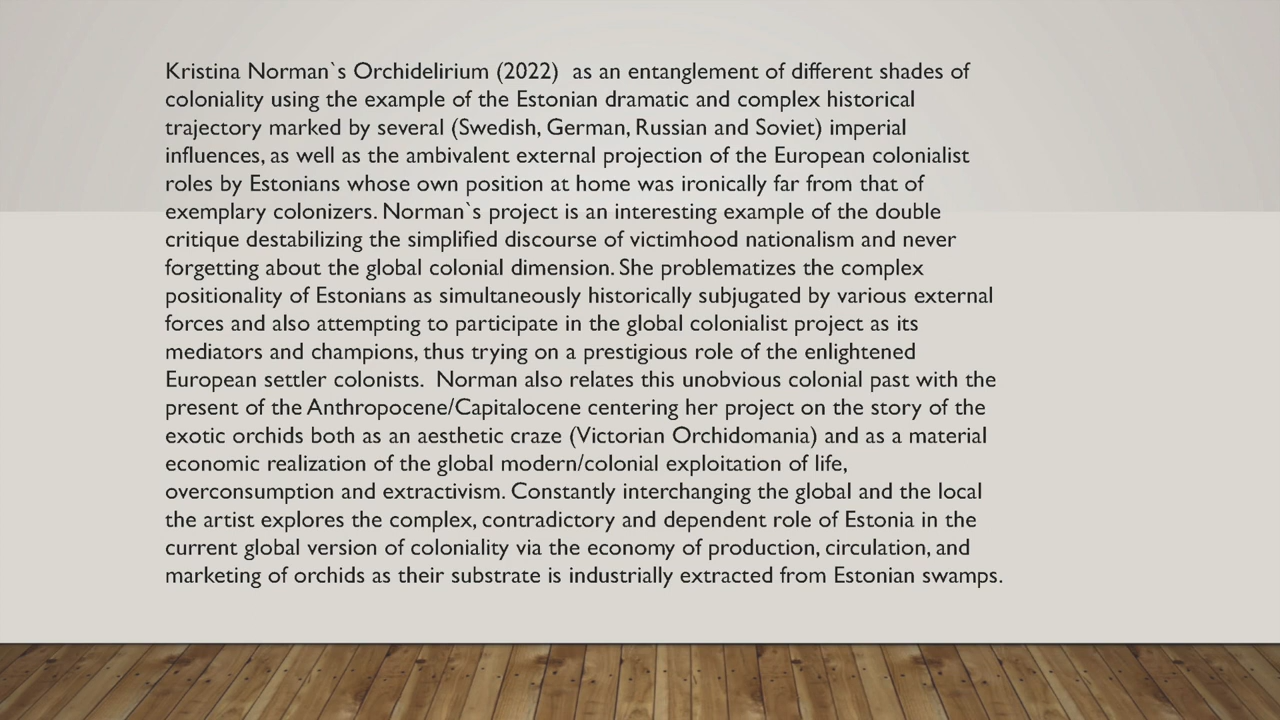 Kristina Norman`s Orchidelirium (2022)  as an entanglement of different shades of
coloniality using the example of the Estonian dramatic and complex historical
trajectory marked by several (Swedish, German, Russian and Soviet) imperial
influences, as well as the ambivalent external projection of the European colonialist
roles by Estonians whose own position at home was ironically far from that of
exemplary colonizers. Norman`s project is an interesting example of the double
critique destabilizing the simplified discourse of victimhood nationalism and never
forgetting about the global colonial dimension. She problematizes the complex
positionality of Estonians as simultaneously historically subjugated by various external
forces and also attempting to participate in the global colonialist project as its
mediators and champions, thus trying on a prestigious role of the enlightened
European settler colonists.  Norman also relates this unobvious colonial past with the
present of the Anthropocene/Capitalocene centering her project on the story of the
exotic orchids both as an aesthetic craze (Victorian Orchidomania) and as a material
economic realization of the global modern/colonial exploitation of life,
overconsumption and extractivism. Constantly interchanging the global and the local
the artist explores the complex, contradictory and dependent role of Estonia in the
current global version of coloniality via the economy of production, circulation, and
marketing of orchids as their substrate is industrially extracted from Estonian swamps.